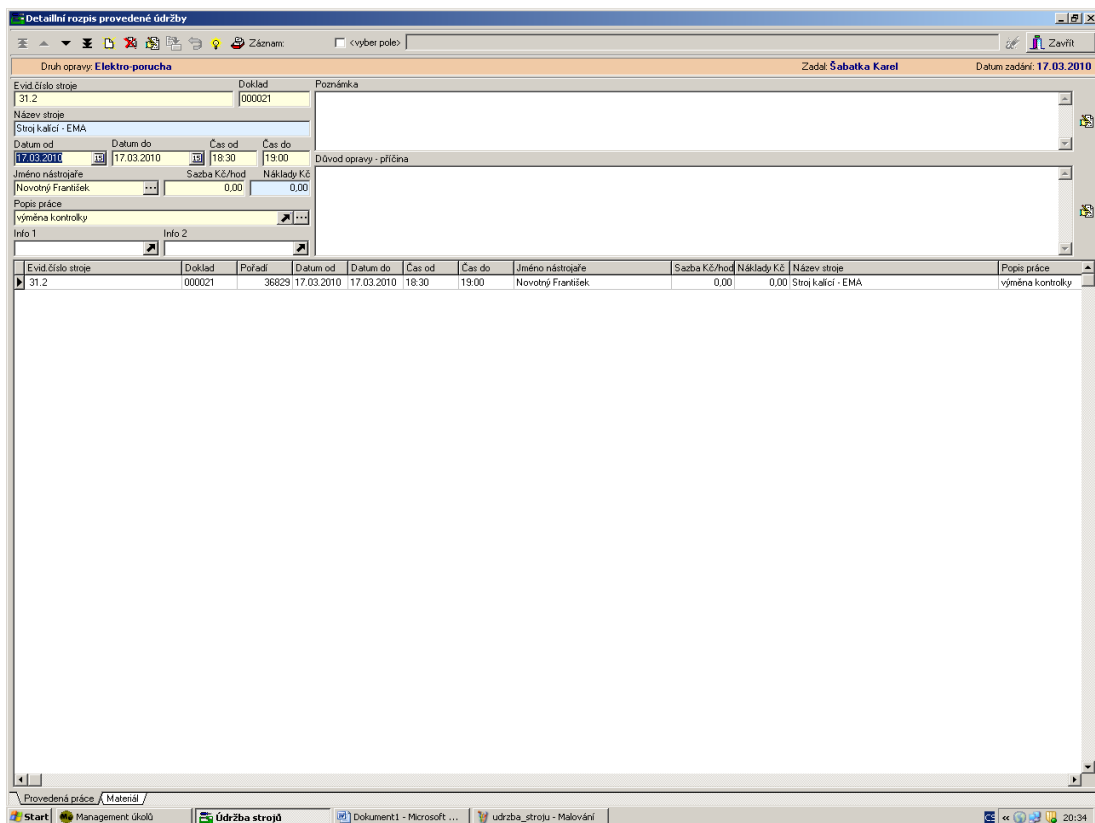 Detaillní rozpis provedené údržby
Záznam: <vyber pole> Zavřít
Druh opravy: Elektro-porucha Zadal: Šabatka Karel Datum zadání: 17.03.2010
Evid.číslo stroje Doklad Poznámka
31.2 000021
Název stroje
Stroj kalící - EMA
Datum od Datum do Čas od Čas do
17.03.2010 13 17.03.2010 13 18:30 19:00 Důvod opravy - příčina
Jméno nástrojaře Sazba Kč/hod Náklady Kč
Novotný František 0,00 0,00
Popis práce
výměna kontrolky
Info 1 Info 2
Evid.číslo stroje Doklad Pořadí Datum od Datum do Čas od Čas do Jméno nástrojaře Sazba Kč/hod Náklady Kč Název stroje Popis práce
31.2 000021 36829 17.03.2010 17.03.2010 18:30 19:00 Novotný František 0,00 0,00 Stroj kalící - EMA výměna kontrolky
Provedená práce Materiál
Start Management úkolů Údržba strojů Dokument1 - Microsoft ... udrzba_stroju - Malování CS « 20:34